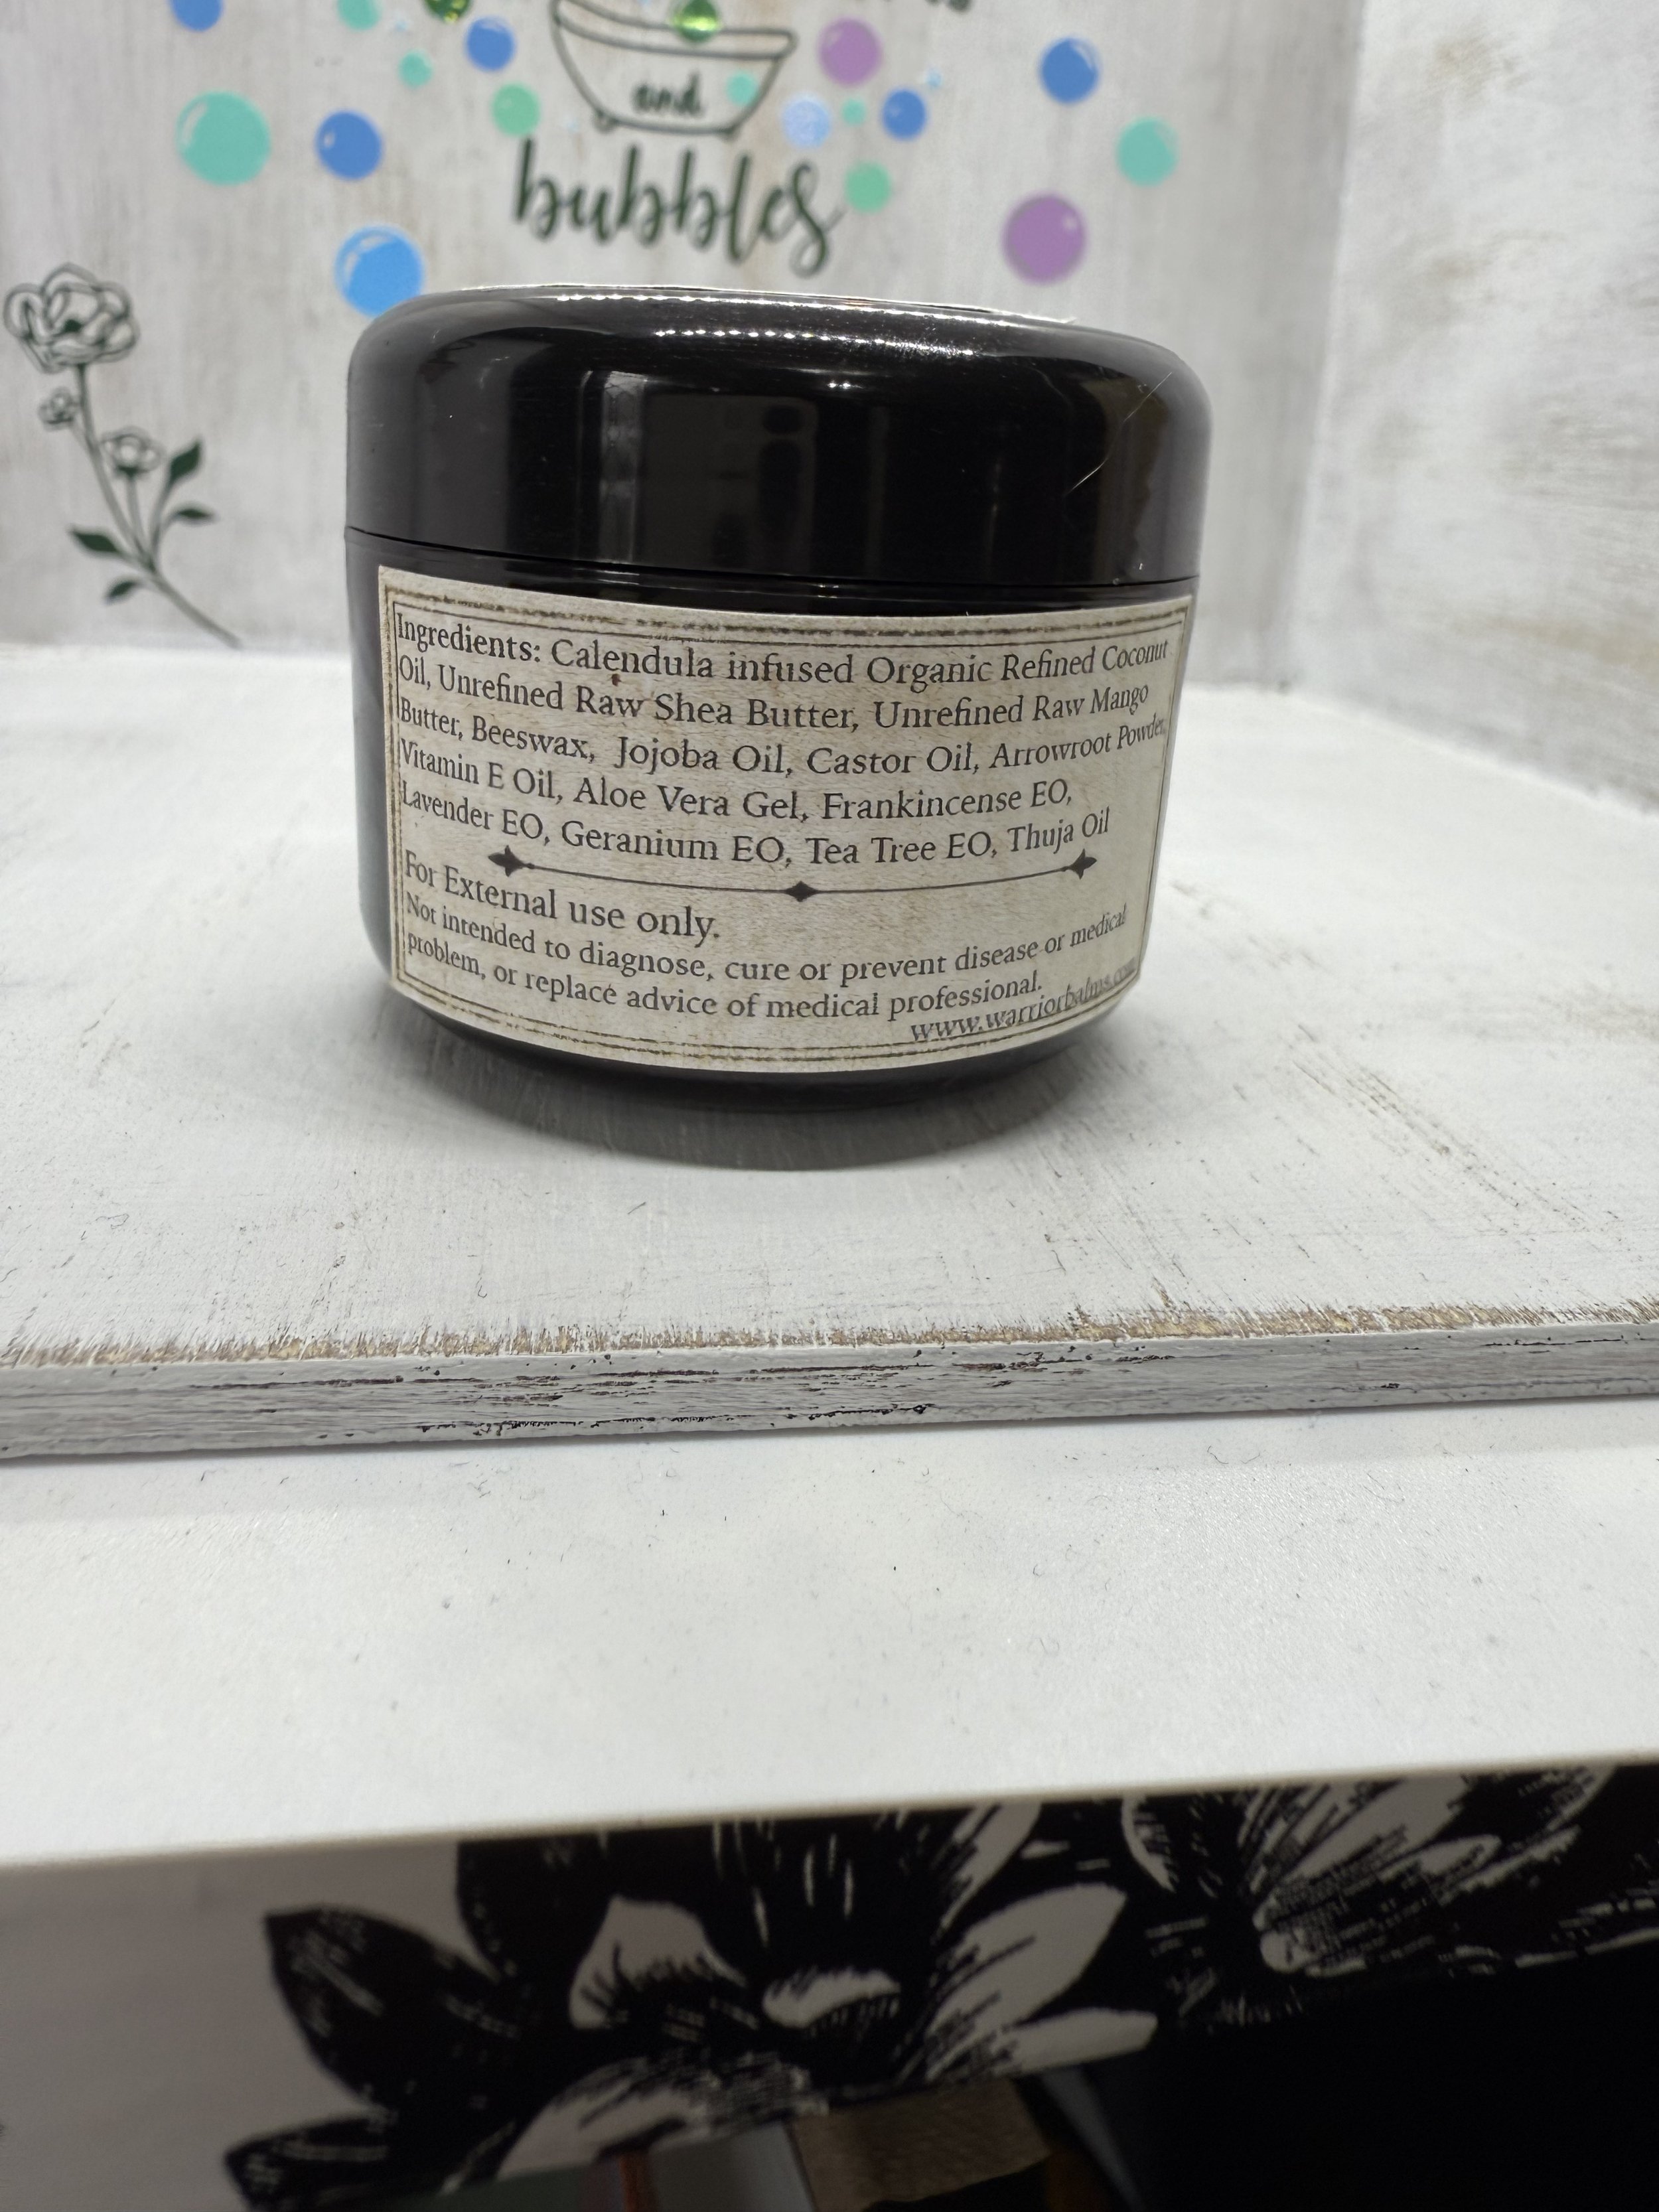 and
bubbles
Ingredients: Calendula infused Organic Refined Coconut
Oil, Unrefined Raw Shea Butter, Unrefined Raw Mango
Butter, Beeswax, Jojoba Oil, Castor Oil, Arrowroot Powder,
Vitamin E Oil, Aloe Vera Gel, Frankincense EO,
Lavender EO, Geranium EO, Tea Tree EO, Thuja Oil
For External use only.
Not intended to diagnose, cure or prevent disease or medical
problem, or replace advice of medical professional.
www.warriorbalms.com